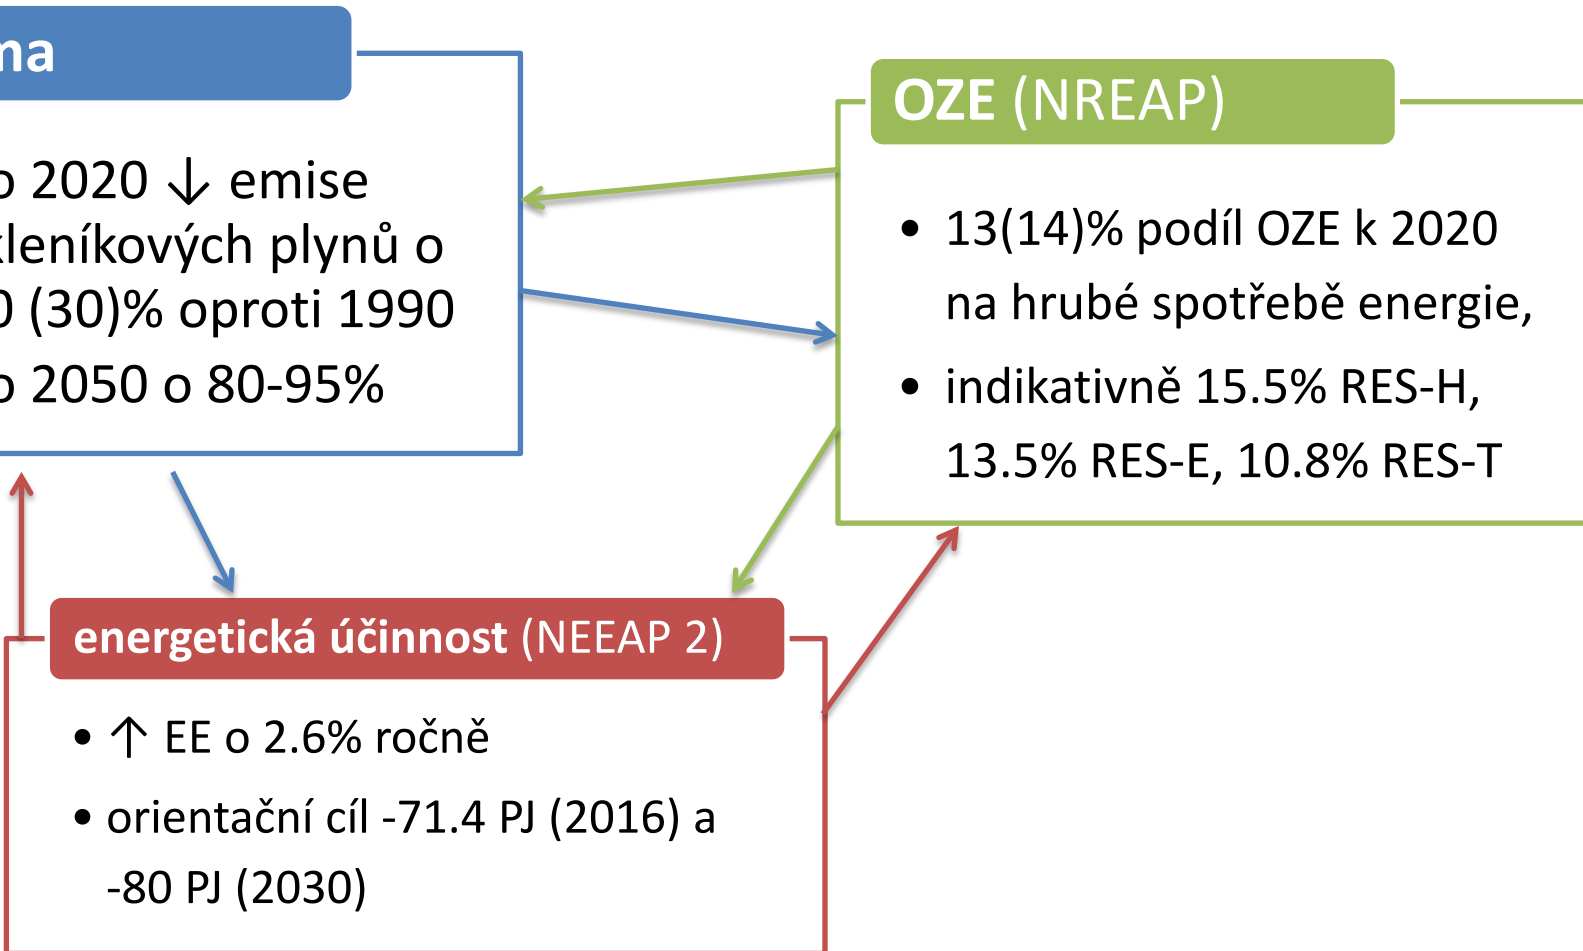 ma
o 2020 ↓ emise
kleníkových plynů o
0 (30)% oproti 1990
o 2050 o 80-95%
OZE (NREAP)
• 13(14)% podíl OZE k 2020
na hrubé spotřebě energie,
• indikativně 15.5% RES-H,
13.5% RES-E, 10.8% RES-T
energetická účinnost (NEEAP 2)
• ↑ EE o 2.6% ročně
• orientační cíl -71.4 PJ (2016) a
-80 PJ (2030)